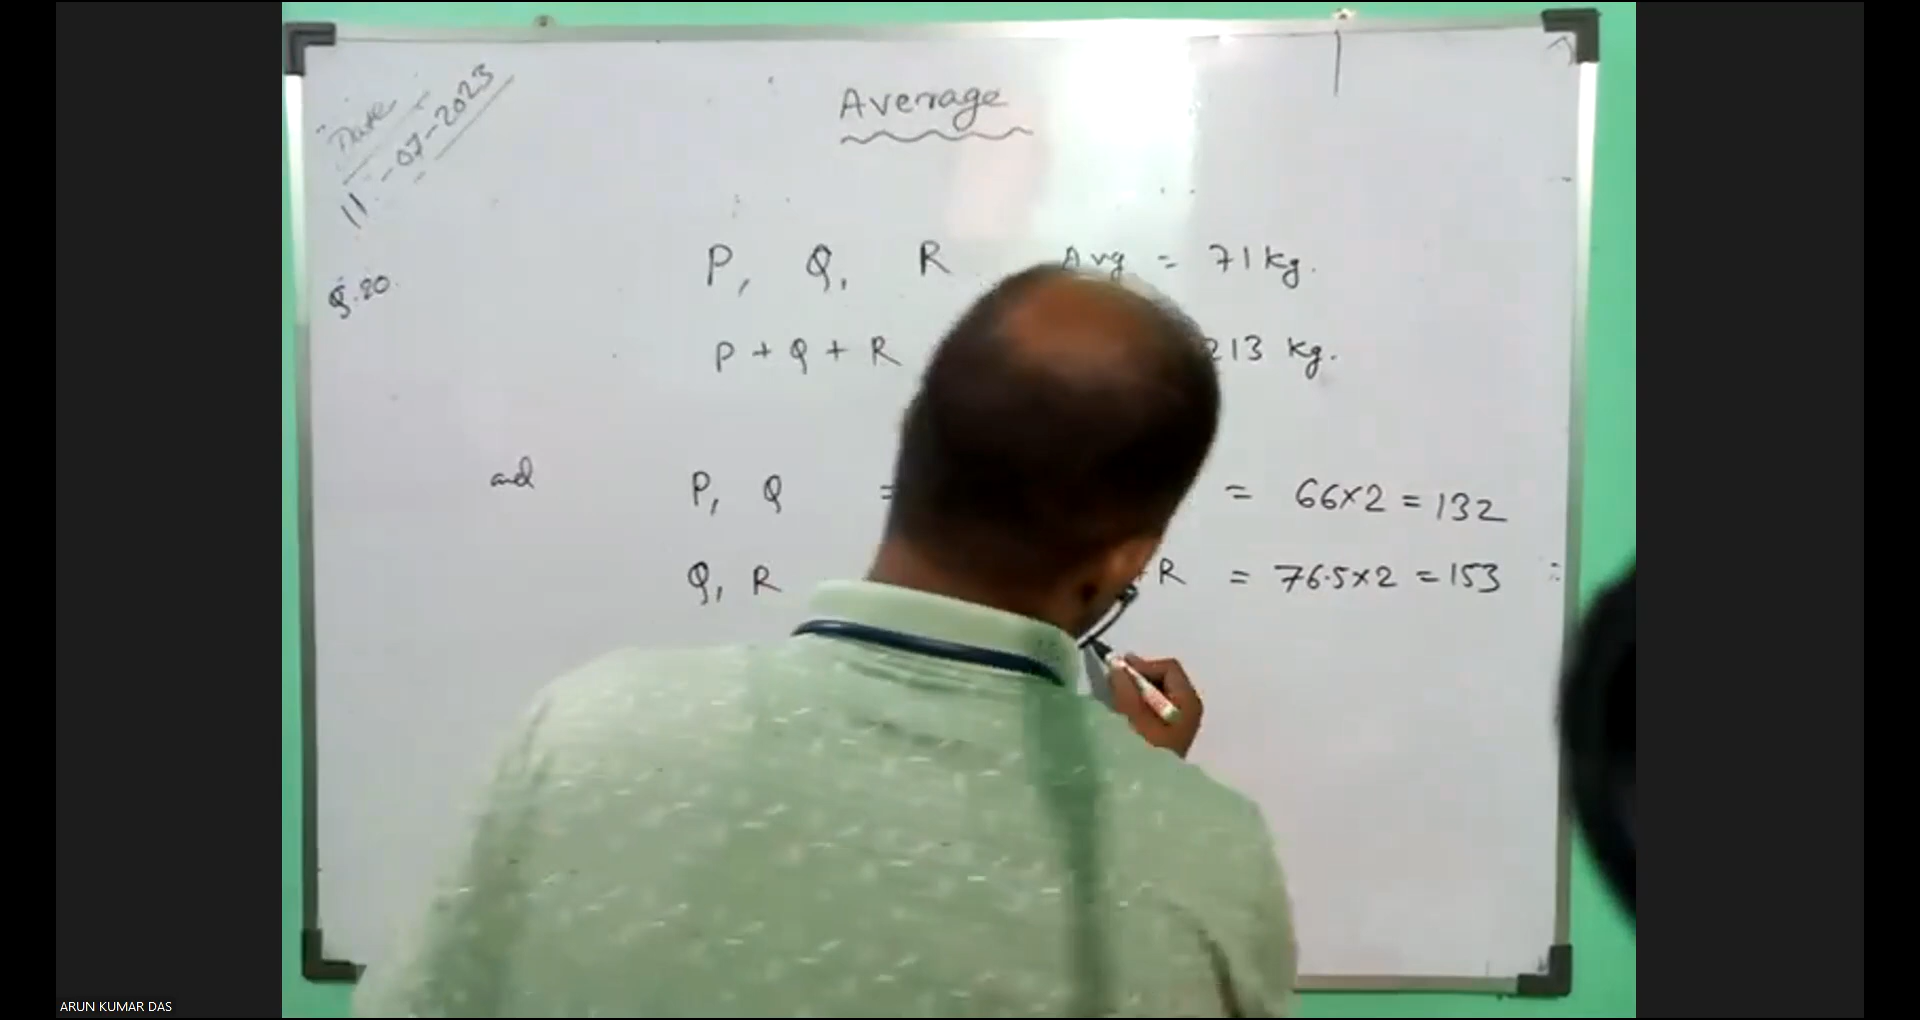 Date
11-07-2023
Average
Q.20.
P, Q, R Avg = 71 kg.
P + Q + R 213 kg.
and P, Q = = 66×2 = 132
Q, R + R = 76.5×2 = 153 =
ARUN KUMAR DAS